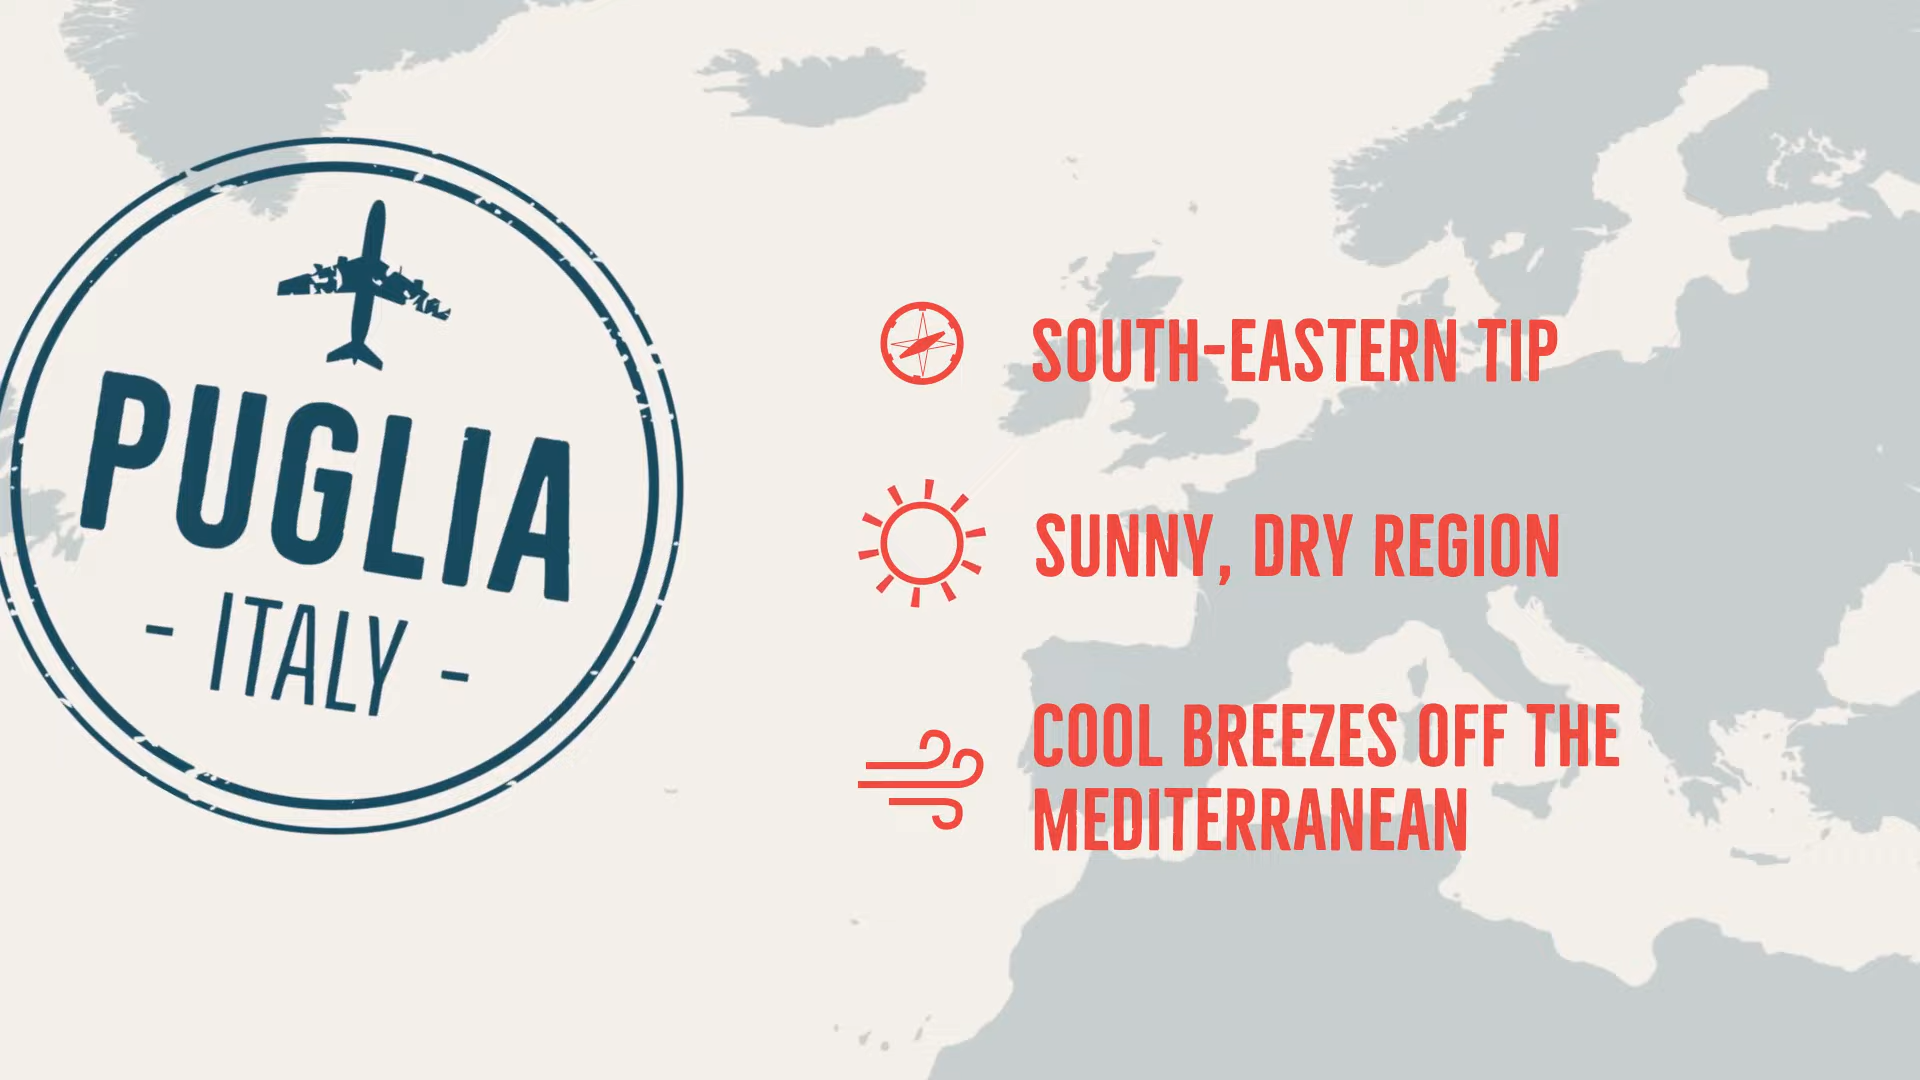 PUGLIA
- ITALY -
SOUTH-EASTERN TIP
SUNNY, DRY REGION
COOL BREEZES OFF THE
MEDITERRANEAN